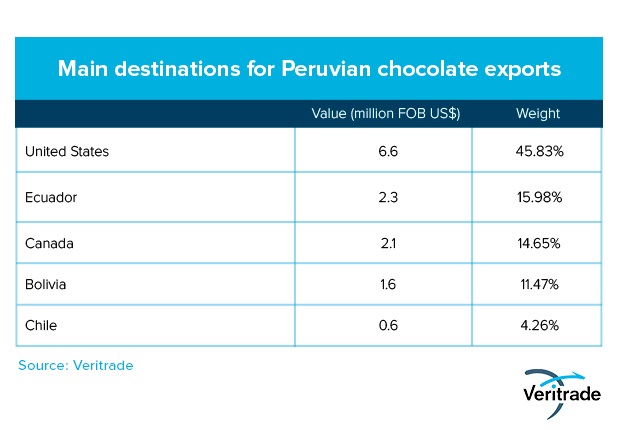 Main destinations for Peruvian chocolate exports
Value (million FOB US$) Weight
United States 6.6 45.83%
Ecuador 2.3 15.98%
Canada 2.1 14.65%
Bolivia 1.6 11.47%
Chile 0.6 4.26%
Source: Veritrade
Veritrade